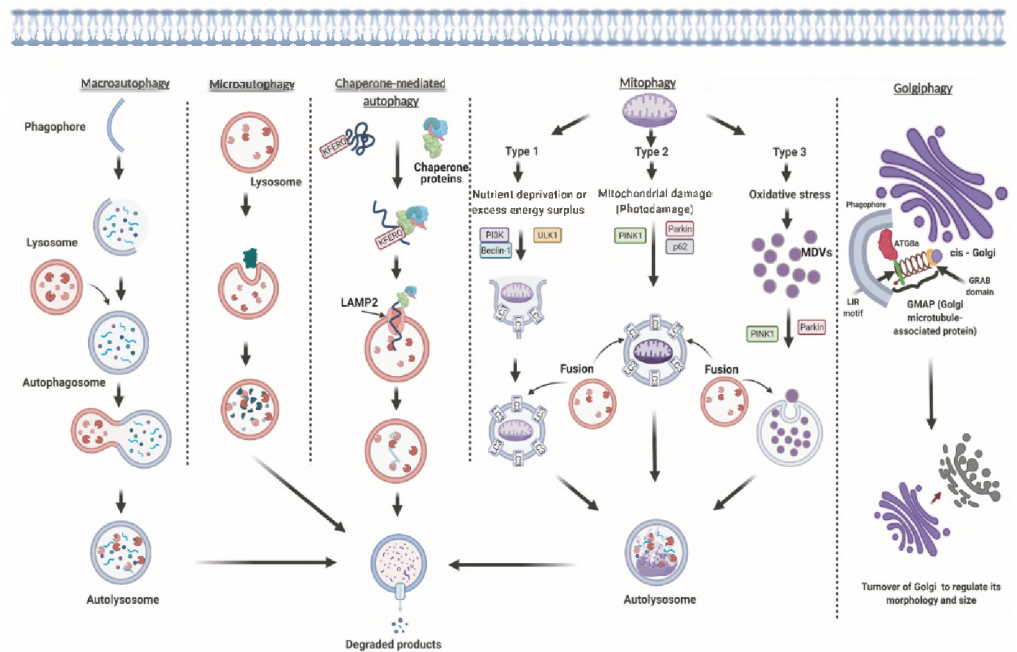 Macroautophagy
Phagophore
Lysosome
Autophagosome
Autolysosome
Microautophagy
Lysosome
Chaperone-mediated
autophagy
KFERQ
Chaperone
proteins
KFERQ
LAMP2
Degraded products
Mitophagy
Type 1
Nutrient deprivation or
excess energy surplus
PI3K
Beclin-1
ULK1
Type 2
Mitochondrial damage
(Photodamage)
PINK1
Parkin
p62
Fusion
Fusion
Type 3
Oxidative stress
MDVs
PINK1
Parkin
Autolysosome
Golgiphagy
Phagophore
ATG8a
cis - Golgi
LIR
motif
GRAB
domain
GMAP (Golgi
microtubule-
associated protein)
Turnover of Golgi to regulate its
morphology and size